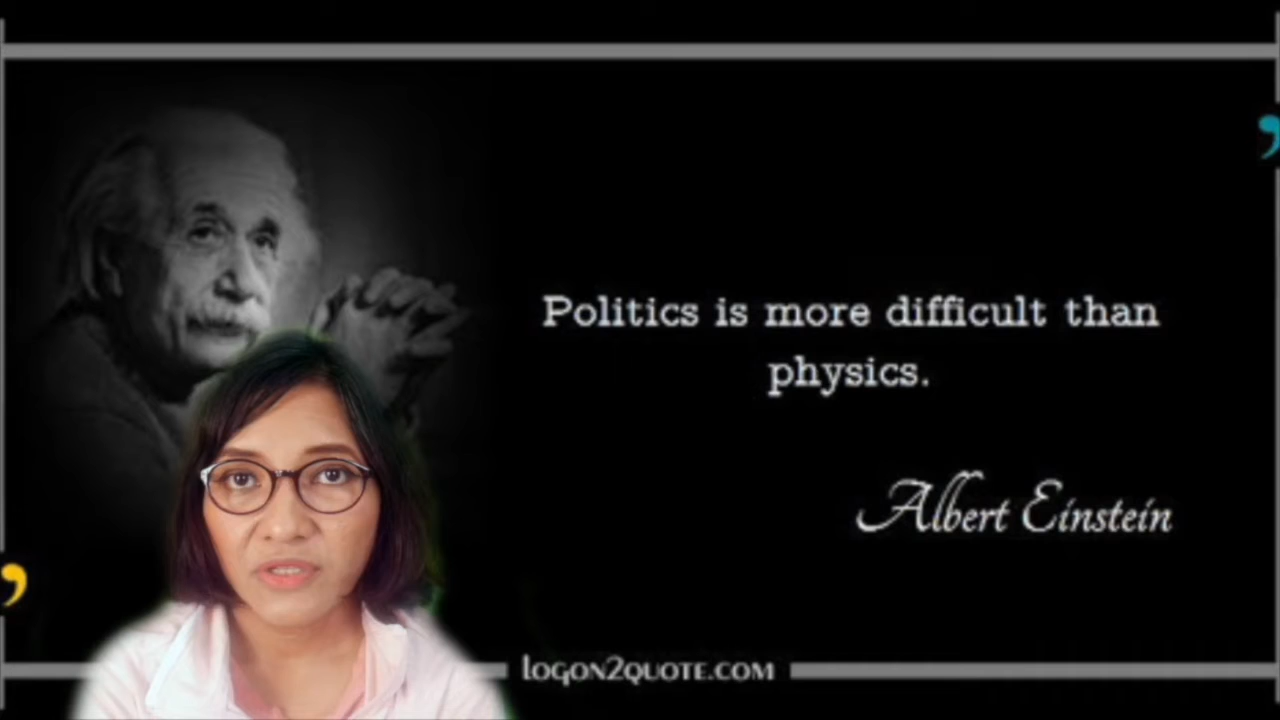 Politics is more difficult than
physics.
Albert Einstein
LOGON2QUOTE.COM